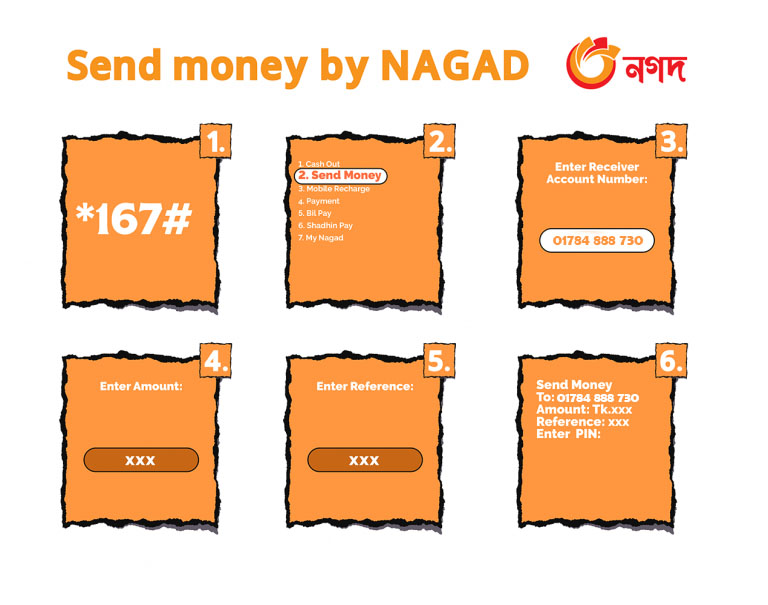 Send money by NAGAD
নগদ
1.
*167#
2.
1. Cash Out
2. Send Money
3. Mobile Recharge
4. Payment
5. Bil Pay
6. Shadhin Pay
7. My Nagad
3.
Enter Receiver
Account Number:
01784 888 730
4.
Enter Amount:
xxx
5.
Enter Reference:
xxx
6.
Send Money
To: 01784 888 730
Amount: Tk.xxx
Reference: xxx
Enter PIN: